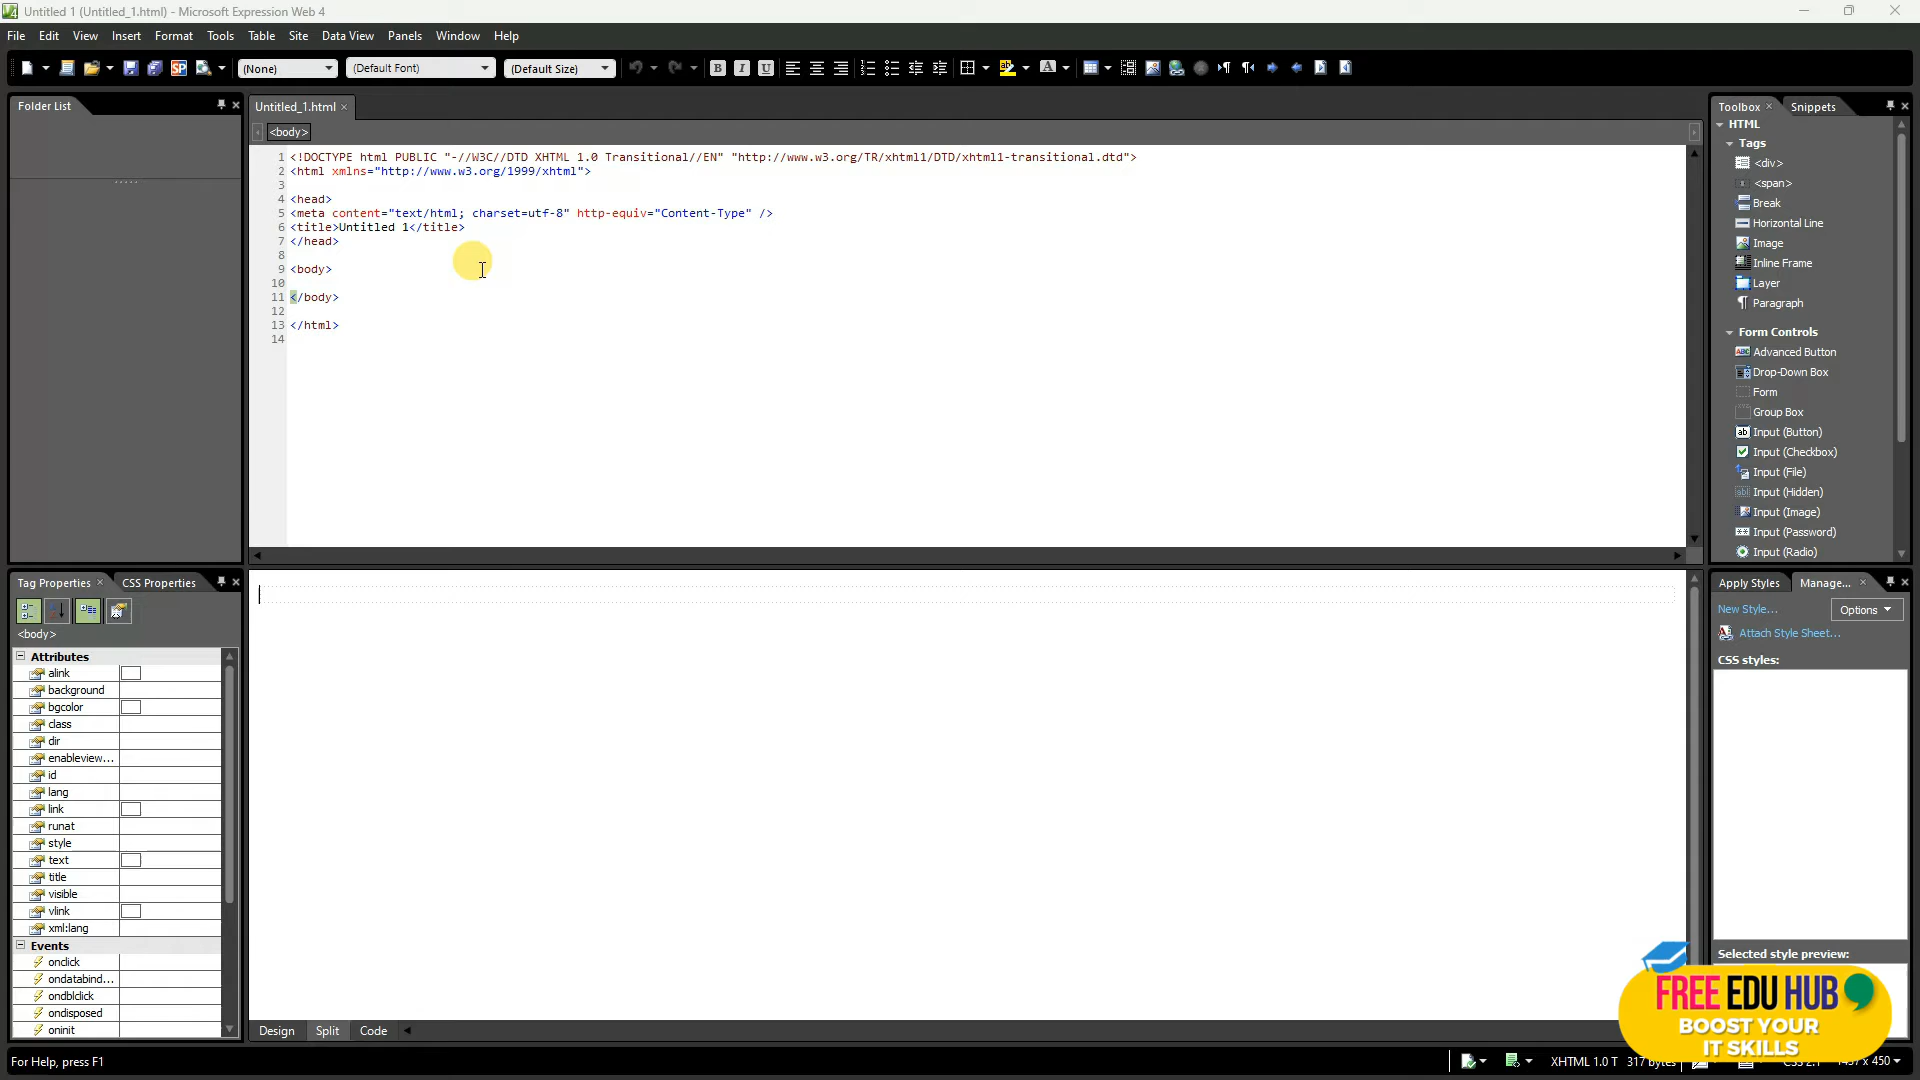 Untitled 1 (Untitled_1.html) - Microsoft Expression Web 4
File Edit View Insert Format Tools Table Site Data View Panels Window Help
(None) (Default Font) (Default Size) B I U ab A
Folder List
Untitled_1.html
<body>
1 <!DOCTYPE html PUBLIC "-//W3C//DTD XHTML 1.0 Transitional//EN" "http://www.w3.org/TR/xhtml1/DTD/xhtml1-transitional.dtd">
2 <html xmlns="http://www.w3.org/1999/xhtml">
3
4 <head>
5 <meta content="text/html; charset=utf-8" http-equiv="Content-Type" />
6 <title>Untitled 1</title>
7 </head>
8
9 <body>
10
11 </body>
12
13 </html>
14
Toolbox Snippets
HTML
Tags
<div>
<span>
Break
Horizontal Line
Image
Inline Frame
Layer
Paragraph
Form Controls
Advanced Button
Drop-Down Box
Form
Group Box
Input (Button)
Input (Checkbox)
Input (File)
Input (Hidden)
Input (Image)
Input (Password)
Input (Radio)
Tag Properties CSS Properties
<body>
Attributes
alink
background
bgcolor
class
dir
enableview...
id
lang
link
runat
style
text
title
visible
vlink
xml:lang
Events
onclick
ondatabind...
ondblclick
ondisposed
oninit
Design Split Code
Apply Styles Manage...
New Style... Options
Attach Style Sheet...
CSS styles:
Selected style preview:
FREE EDU HUB
BOOST YOUR
IT SKILLS
For Help, press F1
XHTML 1.0 T 317 bytes x 450